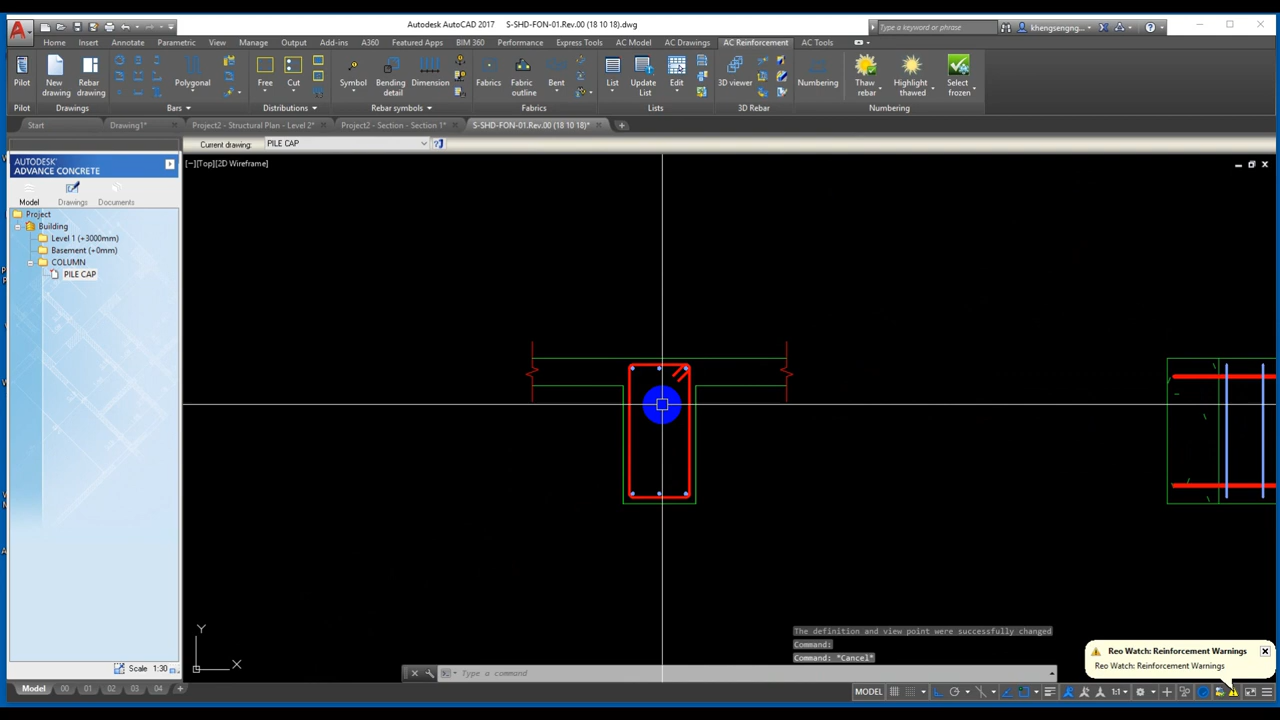 Autodesk AutoCAD 2017 S-SHD-FON-01.Rev.00 (18 10 18).dwg
Type a keyword or phrase
khengsengng...
Home Insert Annotate Parametric View Manage Output Add-ins A360 Featured Apps BIM 360 Performance Express Tools AC Model AC Drawings AC Reinforcement AC Tools
Pilot New drawing Rebar drawing Polygonal Free Cut Symbol Bending detail Dimension Fabrics Fabric outline Bent List Update List Edit 3D viewer Numbering Thaw rebar Highlight thawed Select frozen
Pilot Drawings Bars Distributions Rebar symbols Fabrics Lists 3D Rebar Numbering
Start Drawing1* Project2 - Structural Plan - Level 2* Project2 - Section - Section 1* S-SHD-FON-01.Rev.00 (18 10 18)*
Current drawing: PILE CAP
AUTODESK®
ADVANCE CONCRETE
[−][Top][2D Wireframe]
Model Drawings Documents
Project
Building
Level 1 (+3000mm)
Basement (+0mm)
COLUMN
PILE CAP
Y
X
The definition and view point were successfully changed
Command:
Command: *Cancel*
Reo Watch: Reinforcement Warnings
Reo Watch: Reinforcement Warnings
Scale 1:30
Type a command
Model 00 01 02 03 04
MODEL 1:1